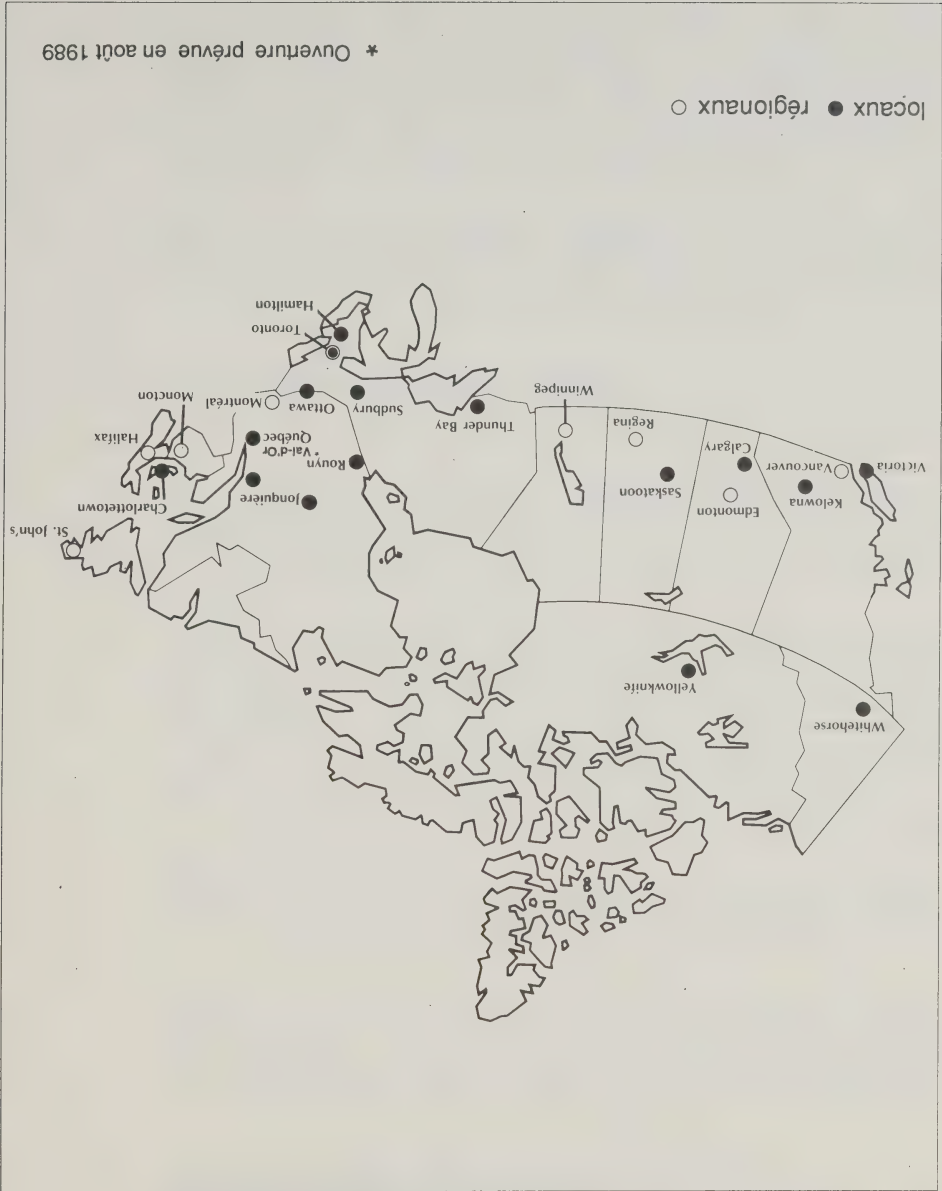 Whitehorse
Yellowknife
St. John's
Charlottetown
Edmonton
Kelowna
Jonquière
Saskatoon
Victoria
Vancouver
Rouyn
* Val-d'Or
Calgary
Québec
Halifax
Thunder Bay
Regina
Sudbury
Ottawa
Montréal
Moncton
Winnipeg
Toronto
Hamilton
locaux ● régionaux ○
* Ouverture prévue en août 1989